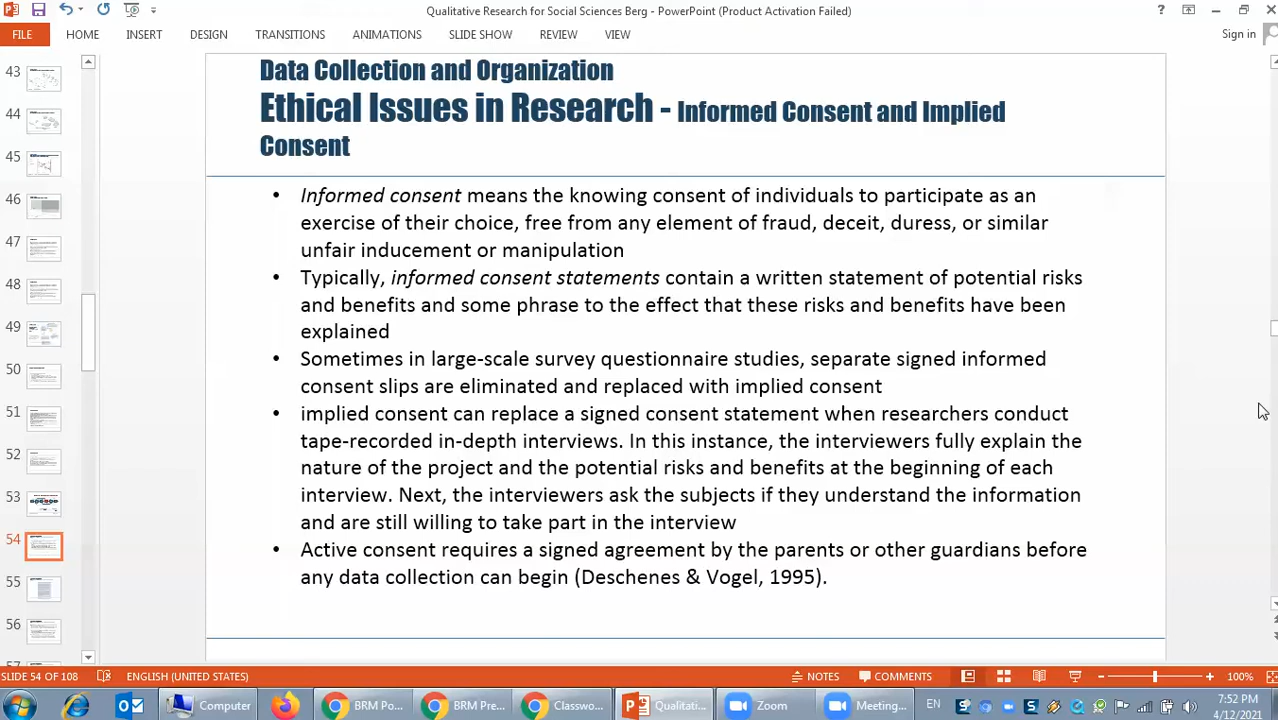 Qualitative Research for Social Sciences Berg - PowerPoint (Product Activation Failed)
FILE HOME INSERT DESIGN TRANSITIONS ANIMATIONS SLIDE SHOW REVIEW VIEW Sign in
43
44
45
46
47
48
49
50
51
52
53
54
55
56
57
Data Collection and Organization
Ethical Issues in Research - Informed Consent and Implied
Consent
• Informed consent means the knowing consent of individuals to participate as an
exercise of their choice, free from any element of fraud, deceit, duress, or similar
unfair inducement or manipulation
• Typically, informed consent statements contain a written statement of potential risks
and benefits and some phrase to the effect that these risks and benefits have been
explained
• Sometimes in large-scale survey questionnaire studies, separate signed informed
consent slips are eliminated and replaced with implied consent
• implied consent can replace a signed consent statement when researchers conduct
tape-recorded in-depth interviews. In this instance, the interviewers fully explain the
nature of the project and the potential risks and benefits at the beginning of each
interview. Next, the interviewers ask the subjects if they understand the information
and are still willing to take part in the interview
• Active consent requires a signed agreement by the parents or other guardians before
any data collection can begin (Deschenes & Vogel, 1995).
SLIDE 54 OF 108 ENGLISH (UNITED STATES) NOTES COMMENTS 100%
Computer BRM Po... BRM Pre... Classwo... Qualitati... Zoom Meeting... EN 7:52 PM
4/12/2021